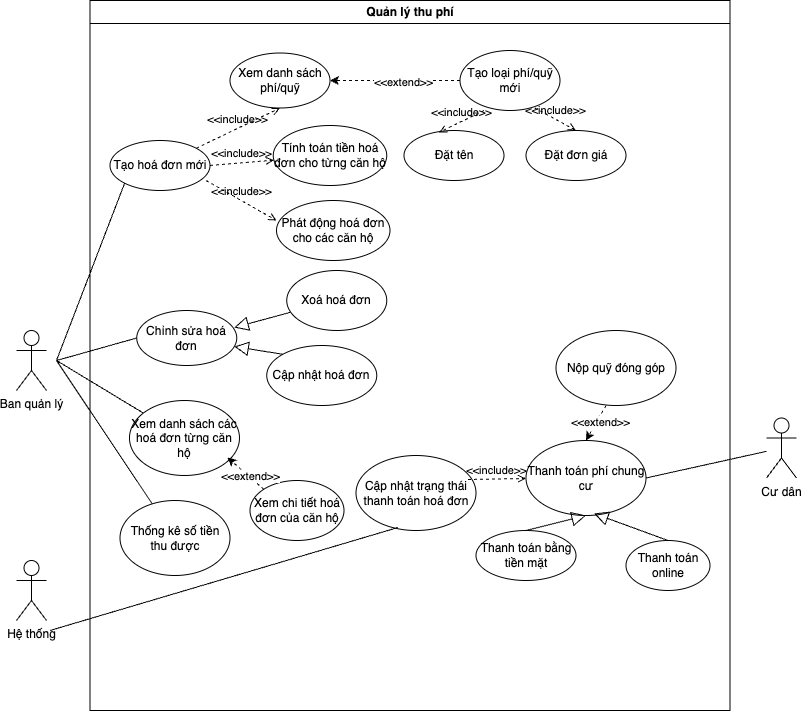 Quản lý thu phí
Xem danh sách
phí/quỹ
<<extend>>
Tạo loại phí/quỹ
mới
<<include>>
<<include>>
<<include>>
Tạo hoá đơn mới
<<include>>
Tính toán tiền hoá
đơn cho từng căn hộ
Đặt tên
Đặt đơn giá
<<include>>
Phát động hoá đơn
cho các căn hộ
Xoá hoá đơn
Chỉnh sửa hoá
đơn
Cập nhật hoá đơn
Nộp quỹ đóng góp
Ban quản lý
<<extend>>
Xem danh sách các
hoá đơn từng căn
hộ
<<extend>>
Xem chi tiết hoá
đơn của căn hộ
Cập nhật trạng thái
thanh toán hoá đơn
<<include>>
Thanh toán phí chung
cư
Cư dân
Thống kê số tiền
thu được
Thanh toán bằng
tiền mặt
Thanh toán
online
Hệ thống